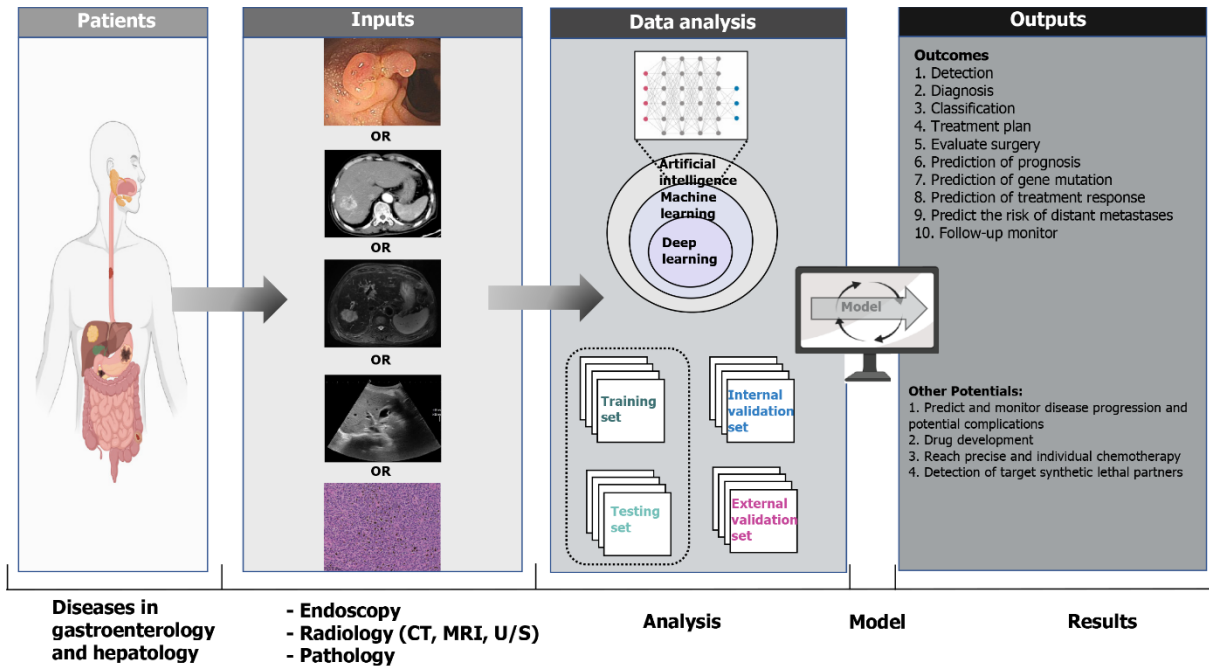 Patients
Inputs
OR
OR
OR
OR
Data analysis
Artificial
intelligence
Machine
learning
Deep
learning
Training
set
Internal
validation
set
Testing
set
External
validation
set
Model
Outputs
Outcomes
1. Detection
2. Diagnosis
3. Classification
4. Treatment plan
5. Evaluate surgery
6. Prediction of prognosis
7. Prediction of gene mutation
8. Prediction of treatment response
9. Predict the risk of distant metastases
10. Follow-up monitor
Other Potentials:
1. Predict and monitor disease progression and
potential complications
2. Drug development
3. Reach precise and individual chemotherapy
4. Detection of target synthetic lethal partners
Diseases in
gastroenterology
and hepatology
- Endoscopy
- Radiology (CT, MRI, U/S)
- Pathology
Analysis
Model
Results